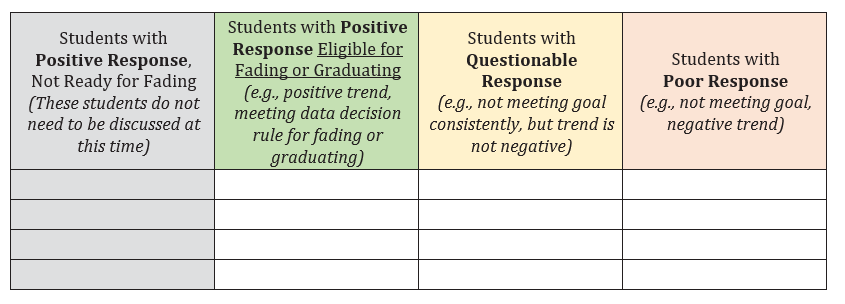 Students with
Positive Response,
Not Ready for Fading
(These students do not
need to be discussed at
this time)
Students with Positive
Response Eligible for
Fading or Graduating
(e.g., positive trend,
meeting data decision
rule for fading or
graduating)
Students with
Questionable
Response
(e.g., not meeting goal
consistently, but trend is
not negative)
Students with
Poor Response
(e.g., not meeting goal,
negative trend)